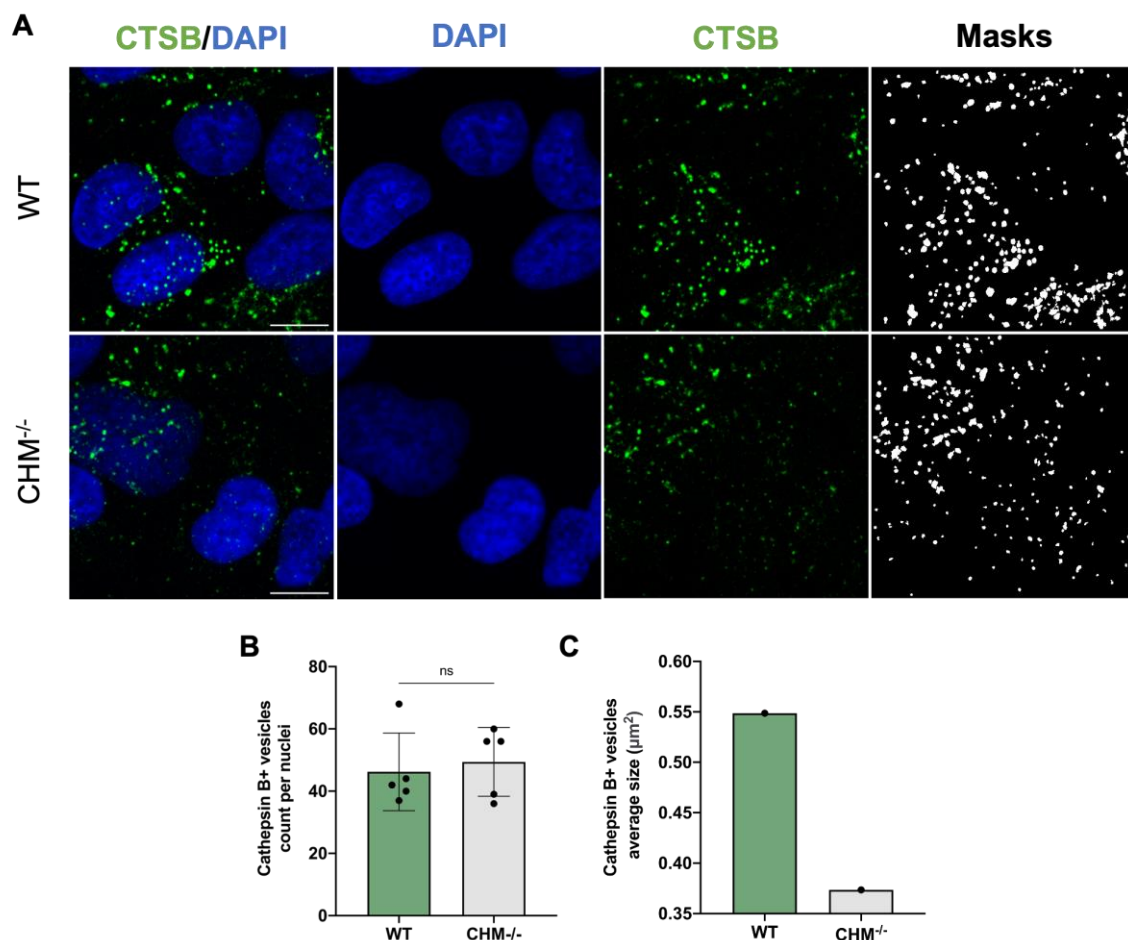 A
CTSB/DAPI
DAPI
CTSB
Masks
WT
CHM-/-
B
Cathepsin B+ vesicles
count per nuclei
80
60
40
20
0
ns
WT
CHM-/-
C
Cathepsin B+ vesicles
average size (µm²)
0.60
0.55
0.50
0.45
0.40
0.35
WT
CHM-/-